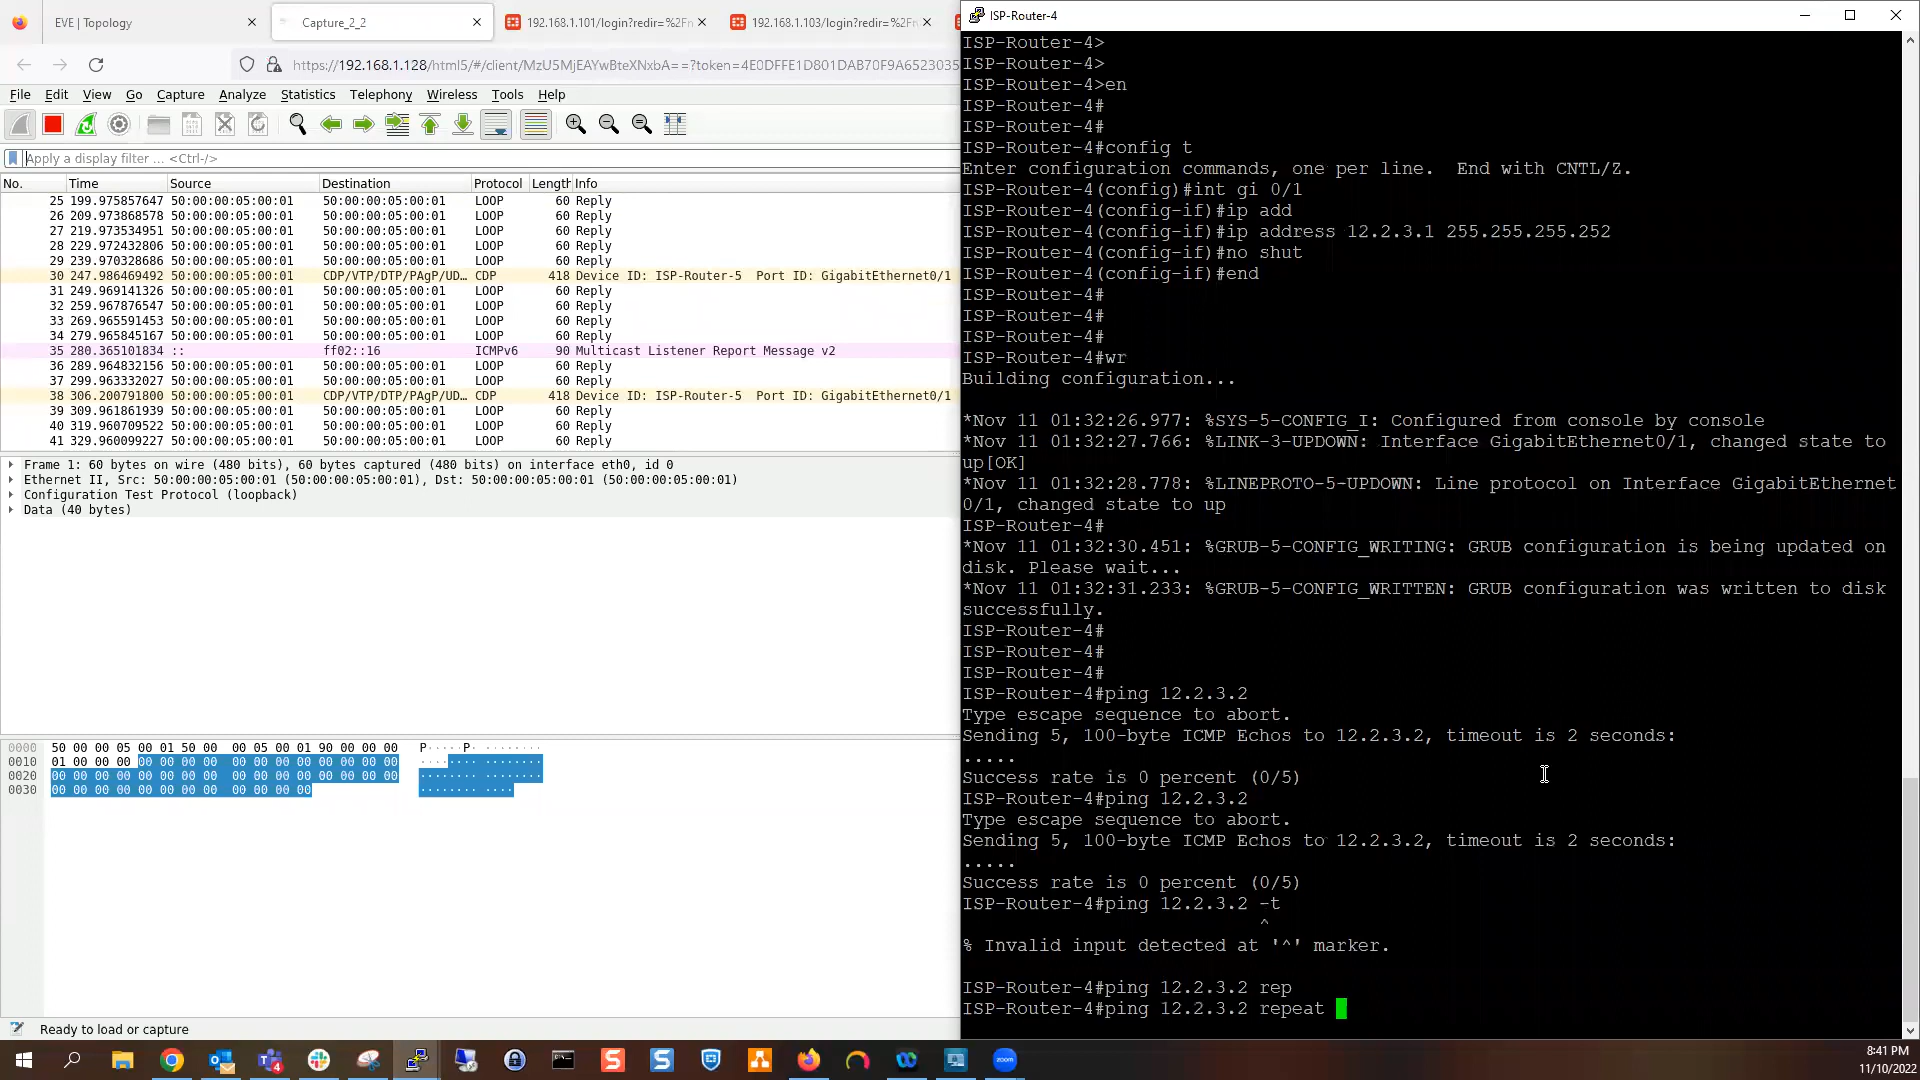 EVE | Topology
Capture_2_2
192.168.1.101/login?redir=%2Fn
192.168.1.103/login?redir=%2Fn
https://192.168.1.128/html5/#/client/MzU5MjEAYwBteXNxbA==?token=4E0DFFE1D801DAB70F9A6523035
File Edit View Go Capture Analyze Statistics Telephony Wireless Tools Help
Apply a display filter ... <Ctrl-/>
No. Time Source Destination Protocol Length Info
25 199.975857647 50:00:00:05:00:01 50:00:00:05:00:01 LOOP 60 Reply
26 209.973868578 50:00:00:05:00:01 50:00:00:05:00:01 LOOP 60 Reply
27 219.973534951 50:00:00:05:00:01 50:00:00:05:00:01 LOOP 60 Reply
28 229.972432806 50:00:00:05:00:01 50:00:00:05:00:01 LOOP 60 Reply
29 239.970328686 50:00:00:05:00:01 50:00:00:05:00:01 LOOP 60 Reply
30 247.986469492 50:00:00:05:00:01 CDP/VTP/DTP/PAgP/UD… CDP 418 Device ID: ISP-Router-5 Port ID: GigabitEthernet0/1
31 249.969141326 50:00:00:05:00:01 50:00:00:05:00:01 LOOP 60 Reply
32 259.967876547 50:00:00:05:00:01 50:00:00:05:00:01 LOOP 60 Reply
33 269.965591453 50:00:00:05:00:01 50:00:00:05:00:01 LOOP 60 Reply
34 279.965845167 50:00:00:05:00:01 50:00:00:05:00:01 LOOP 60 Reply
35 280.365101834 :: ff02::16 ICMPv6 90 Multicast Listener Report Message v2
36 289.964832156 50:00:00:05:00:01 50:00:00:05:00:01 LOOP 60 Reply
37 299.963332027 50:00:00:05:00:01 50:00:00:05:00:01 LOOP 60 Reply
38 306.200791800 50:00:00:05:00:01 CDP/VTP/DTP/PAgP/UD… CDP 418 Device ID: ISP-Router-5 Port ID: GigabitEthernet0/1
39 309.961861939 50:00:00:05:00:01 50:00:00:05:00:01 LOOP 60 Reply
40 319.960709522 50:00:00:05:00:01 50:00:00:05:00:01 LOOP 60 Reply
41 329.960099227 50:00:00:05:00:01 50:00:00:05:00:01 LOOP 60 Reply
Frame 1: 60 bytes on wire (480 bits), 60 bytes captured (480 bits) on interface eth0, id 0
Ethernet II, Src: 50:00:00:05:00:01 (50:00:00:05:00:01), Dst: 50:00:00:05:00:01 (50:00:00:05:00:01)
Configuration Test Protocol (loopback)
Data (40 bytes)
0000 50 00 00 05 00 01 50 00 00 05 00 01 90 00 00 00 P·····P· ········
0010 01 00 00 00 00 00 00 00 00 00 00 00 00 00 00 00 ········ ········
0020 00 00 00 00 00 00 00 00 00 00 00 00 00 00 00 00 ········ ········
0030 00 00 00 00 00 00 00 00 00 00 00 00 ········ ····
Ready to load or capture
ISP-Router-4
ISP-Router-4>
ISP-Router-4>
ISP-Router-4>en
ISP-Router-4#
ISP-Router-4#
ISP-Router-4#config t
Enter configuration commands, one per line. End with CNTL/Z.
ISP-Router-4(config)#int gi 0/1
ISP-Router-4(config-if)#ip add
ISP-Router-4(config-if)#ip address 12.2.3.1 255.255.255.252
ISP-Router-4(config-if)#no shut
ISP-Router-4(config-if)#end
ISP-Router-4#
ISP-Router-4#
ISP-Router-4#
ISP-Router-4#wr
Building configuration...
*Nov 11 01:32:26.977: %SYS-5-CONFIG_I: Configured from console by console
*Nov 11 01:32:27.766: %LINK-3-UPDOWN: Interface GigabitEthernet0/1, changed state to
up[OK]
*Nov 11 01:32:28.778: %LINEPROTO-5-UPDOWN: Line protocol on Interface GigabitEthernet
0/1, changed state to up
ISP-Router-4#
*Nov 11 01:32:30.451: %GRUB-5-CONFIG_WRITING: GRUB configuration is being updated on
disk. Please wait...
*Nov 11 01:32:31.233: %GRUB-5-CONFIG_WRITTEN: GRUB configuration was written to disk
successfully.
ISP-Router-4#
ISP-Router-4#
ISP-Router-4#
ISP-Router-4#ping 12.2.3.2
Type escape sequence to abort.
Sending 5, 100-byte ICMP Echos to 12.2.3.2, timeout is 2 seconds:
.....
Success rate is 0 percent (0/5)
ISP-Router-4#ping 12.2.3.2
Type escape sequence to abort.
Sending 5, 100-byte ICMP Echos to 12.2.3.2, timeout is 2 seconds:
.....
Success rate is 0 percent (0/5)
ISP-Router-4#ping 12.2.3.2 -t
^
% Invalid input detected at '^' marker.
ISP-Router-4#ping 12.2.3.2 rep
ISP-Router-4#ping 12.2.3.2 repeat
4
zoom
8:41 PM
11/10/2022